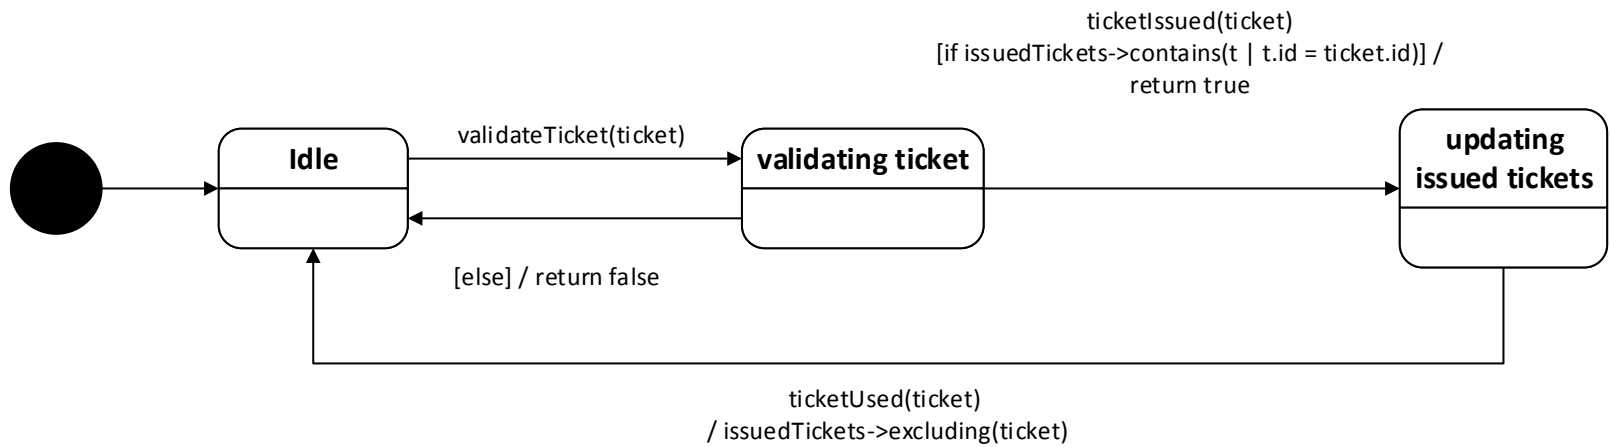 ticketIssued(ticket)
[if issuedTickets->contains(t | t.id = ticket.id)] /
return true
Idle
validateTicket(ticket)
validating ticket
updating
issued tickets
[else] / return false
ticketUsed(ticket)
/ issuedTickets->excluding(ticket)